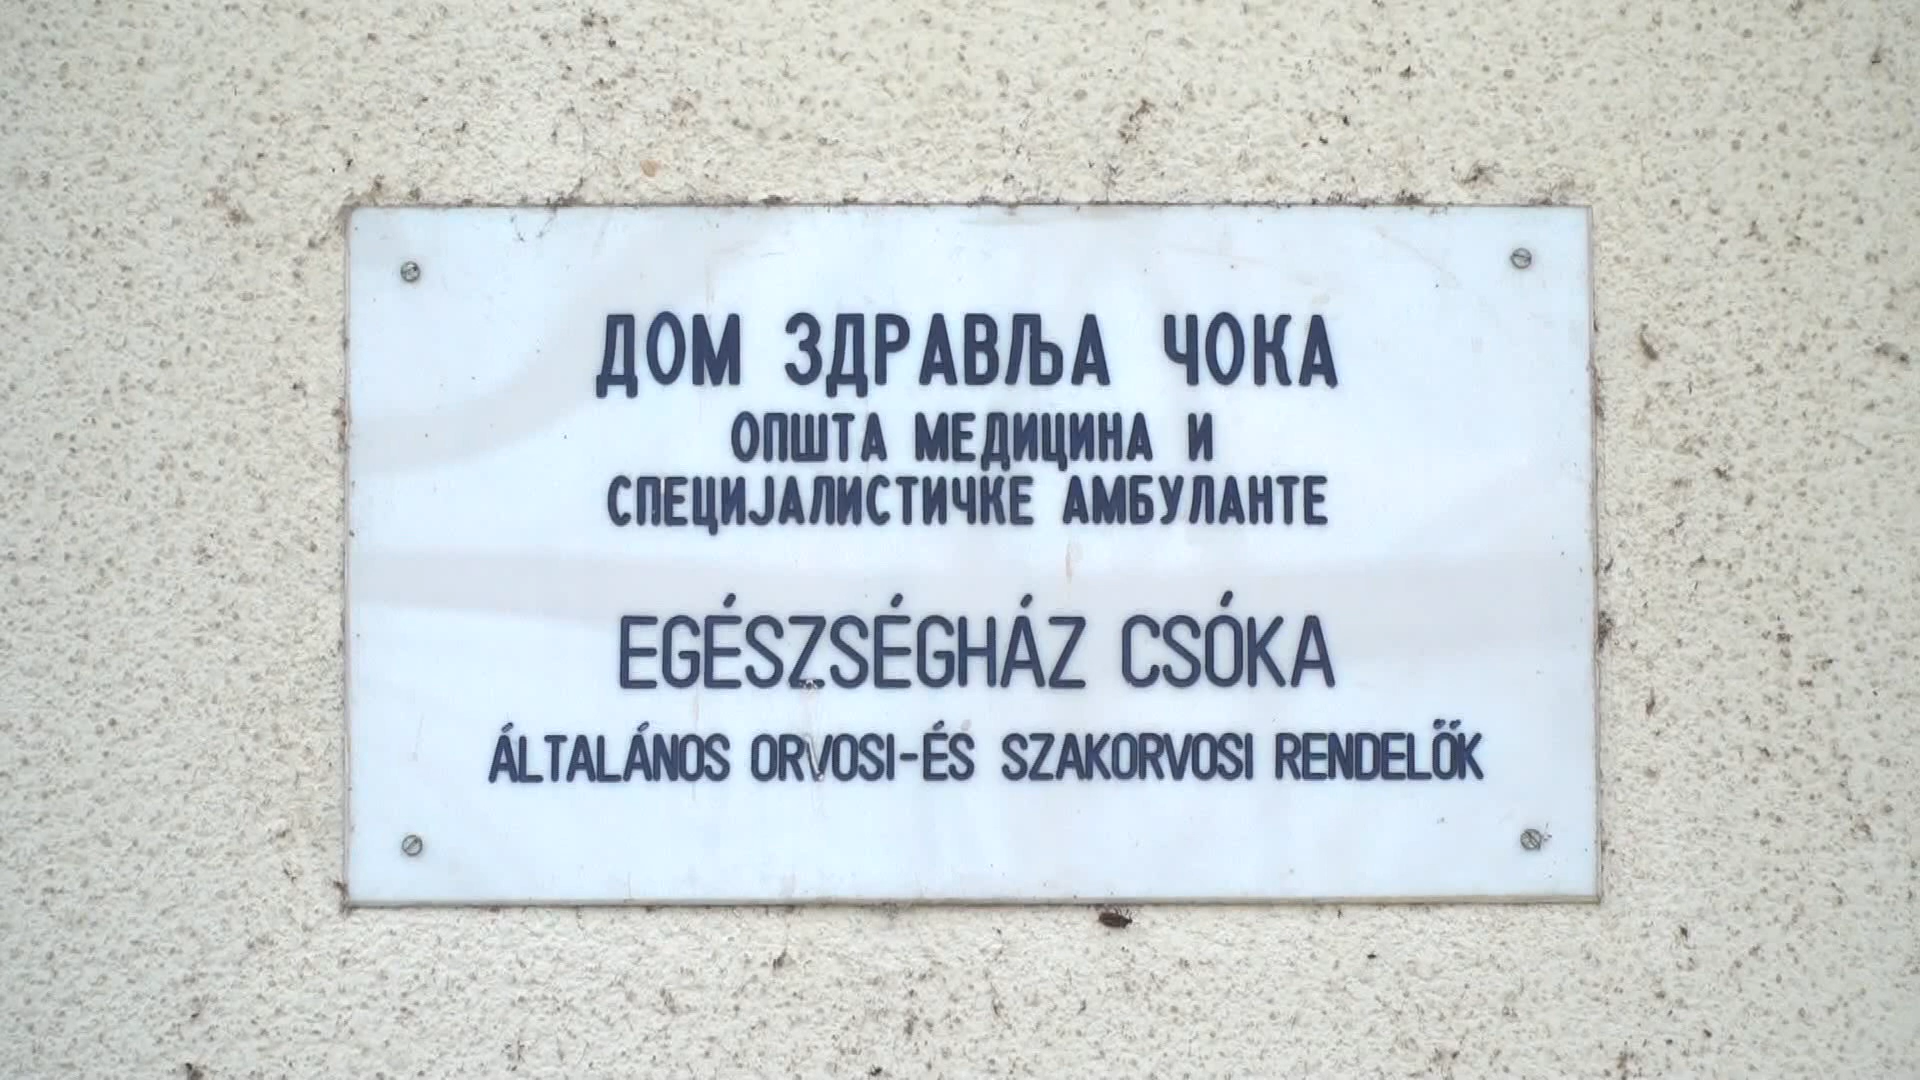 ДОМ ЗДРАВЉА ЧОКА
ОПШТА МЕДИЦИНА И
СПЕЦИЈАЛИСТИЧКЕ АМБУЛАНТЕ
EGÉSZSÉGHÁZ CSÓKA
ÁLTALÁNOS ORVOSI-ÉS SZAKORVOSI RENDELŐK